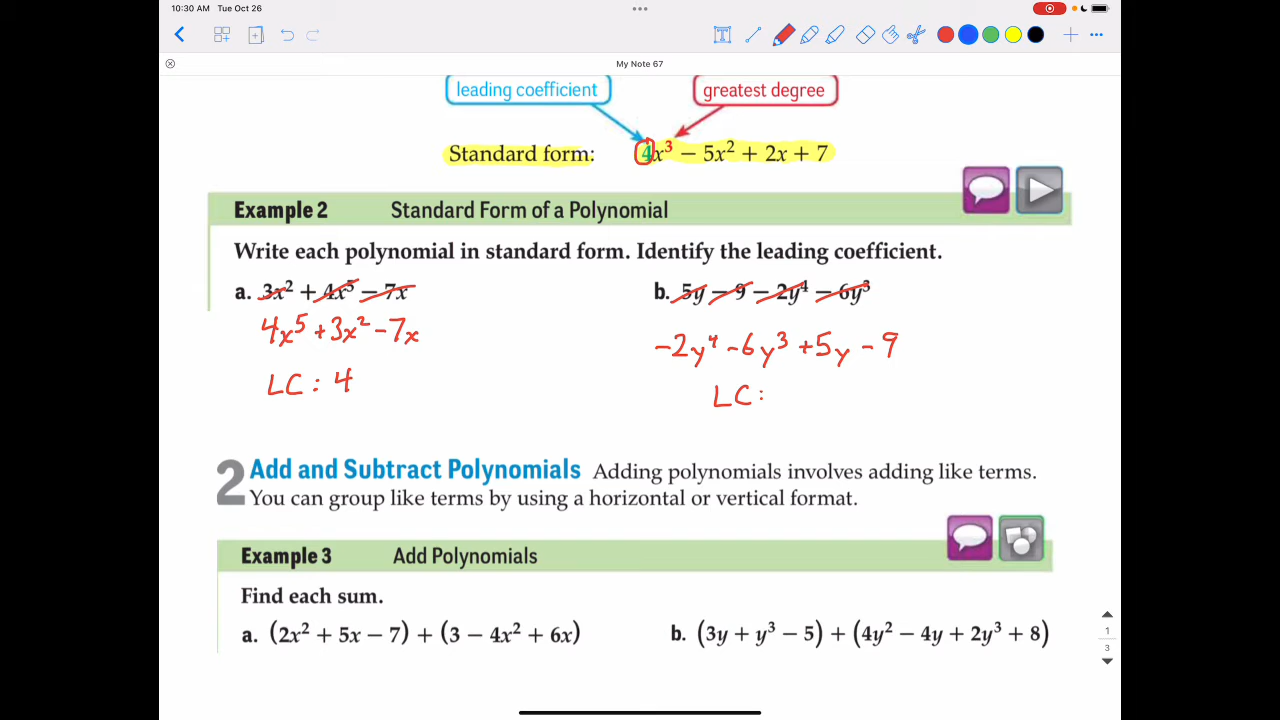 10:30 AM Tue Oct 26
My Note 67
leading coefficient
greatest degree
Standard form: 4x³ − 5x² + 2x + 7
Example 2 Standard Form of a Polynomial
Write each polynomial in standard form. Identify the leading coefficient.
a. 3x² + 4x⁵ − 7x
b. 5y − 9 − 2y⁴ − 6y³
4x⁵ + 3x² − 7x
−2y⁴ − 6y³ + 5y − 9
LC: 4
LC:
2 Add and Subtract Polynomials Adding polynomials involves adding like terms.
You can group like terms by using a horizontal or vertical format.
Example 3 Add Polynomials
Find each sum.
a. (2x² + 5x − 7) + (3 − 4x² + 6x)
b. (3y + y³ − 5) + (4y² − 4y + 2y³ + 8)
1
3